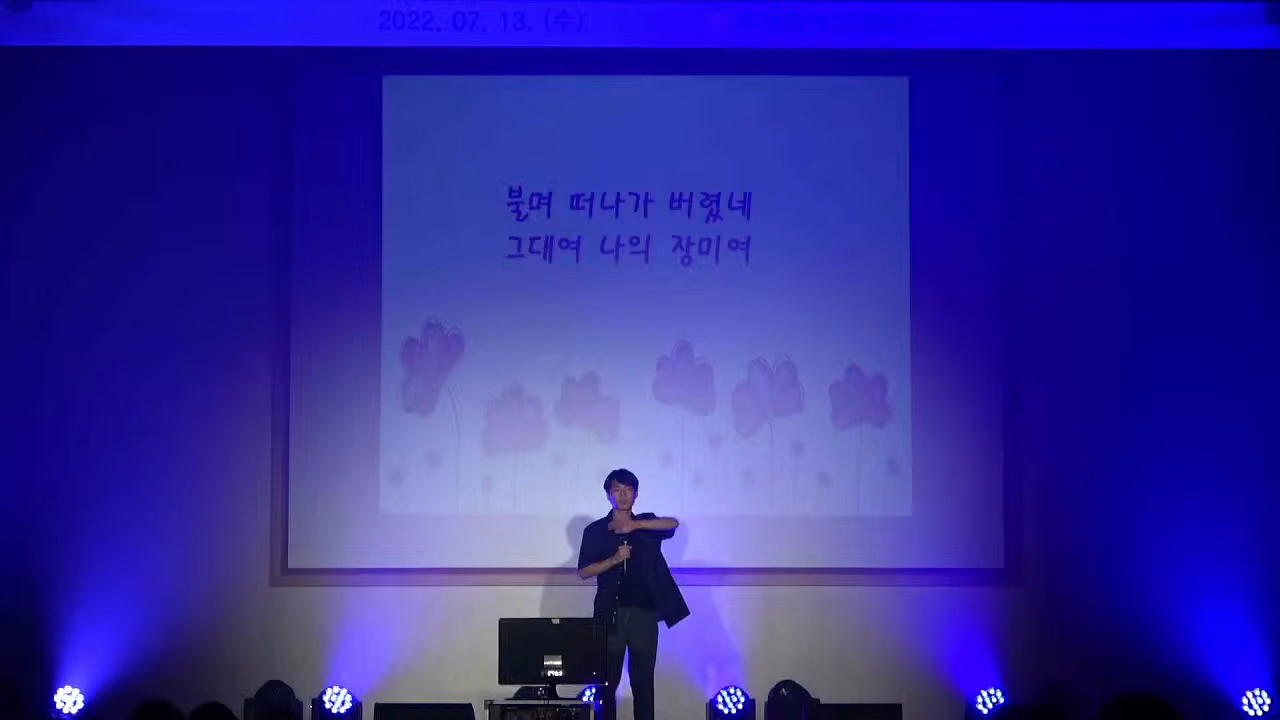 2022. 07. 13. (수)
불며 떠나가 버렸네
그대여 나의 장미여